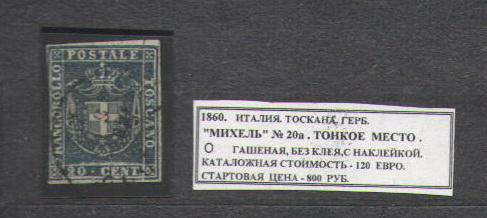 FRANCOBOLLO
POSTALE
TOSCANO
20 CENT
1860. ИТАЛИЯ. ТОСКАНА. ГЕРБ.
"МИХЕЛЬ" № 20а. ТОНКОЕ МЕСТО.
О ГАШЕНАЯ, БЕЗ КЛЕЯ, С НАКЛЕЙКОЙ.
КАТАЛОЖНАЯ СТОИМОСТЬ - 120 ЕВРО.
СТАРТОВАЯ ЦЕНА - 800 РУБ.